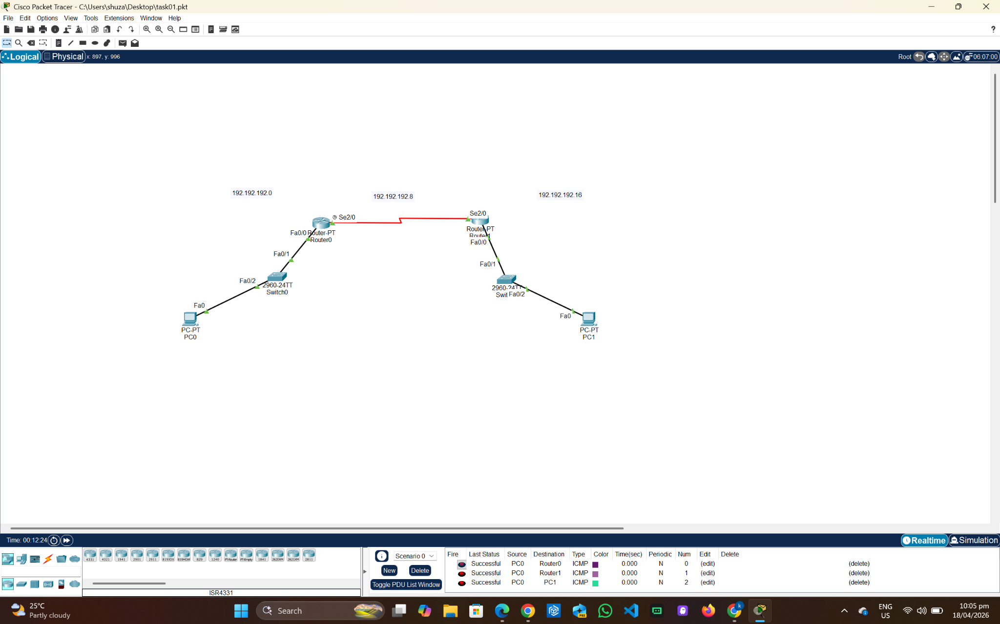 Cisco Packet Tracer - C:\Users\shuza\Desktop\task01.pkt
File Edit Options View Tools Extensions Window Help
?
Logical Physical x: 897, y: 996 Root 06:07:00
192.192.192.0
192.192.192.8
192.192.192.16
Se2/0
Se2/0
Fa0/0 Router-PT
Router0
Router-PT
Router1
Fa0/0
Fa0/1
Fa0/1
Fa0/2
2960-24TT
Switch0
2960-24TT
Swit Fa0/2
Fa0
PC-PT
PC0
Fa0
PC-PT
PC1
Time: 00:12:24 Realtime Simulation
4331 4321 1941 2901 2911 819IOX 819HGW 829 1240 PT-Router PT-Empty 1841 2620XM 2621XM 2811
ISR4331
Scenario 0
New Delete
Toggle PDU List Window
Fire Last Status Source Destination Type Color Time(sec) Periodic Num Edit Delete
Successful PC0 Router0 ICMP 0.000 N 0 (edit) (delete)
Successful PC0 Router1 ICMP 0.000 N 1 (edit) (delete)
Successful PC0 PC1 ICMP 0.000 N 2 (edit) (delete)
25°C
Partly cloudy
Search
PRE
k
ENG
US
10:05 pm
18/04/2026